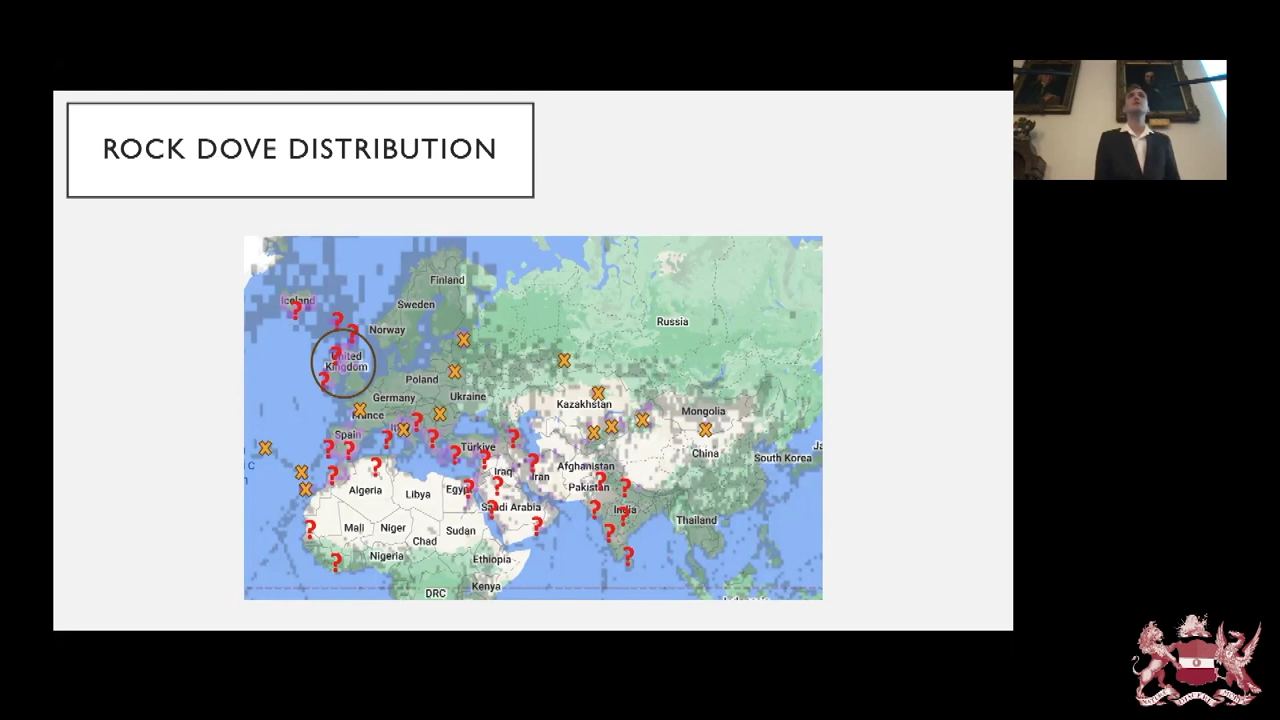 ROCK DOVE DISTRIBUTION
Finland
Iceland
?
Sweden
Russia
Norway
United
Kingdom
Poland
Germany
Ukraine
France
Kazakhstan
Mongolia
Spain
Türkiye
China
South Korea
Iraq
Iran
Afghanistan
Pakistan
Algeria
Libya
Egypt
Saudi Arabia
India
Thailand
Mali
Niger
Sudan
Chad
Nigeria
Ethiopia
DRC
Kenya